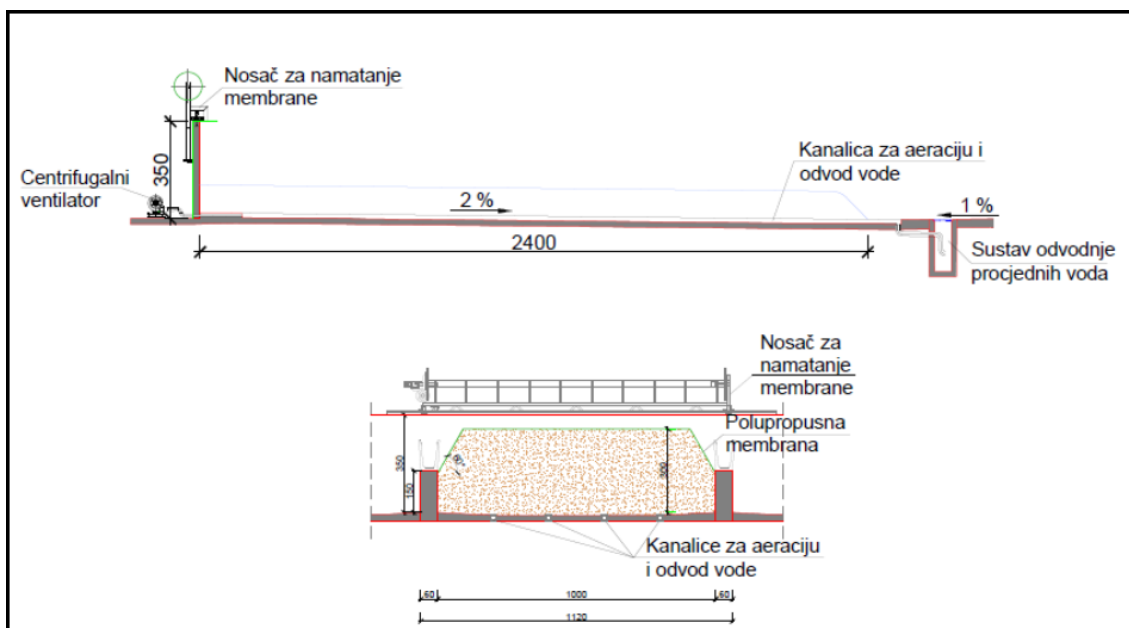 Nosač za namatanje
membrane
350
Centrifugalni
ventilator
Kanalica za aeraciju i
odvod vode
2 %
1 %
2400
Sustav odvodnje
procjednih voda
Nosač za
namatanje
membrane
Polupropusna
membrana
60°
350
150
300
Kanalice za aeraciju
i odvod vode
60
1000
60
1120